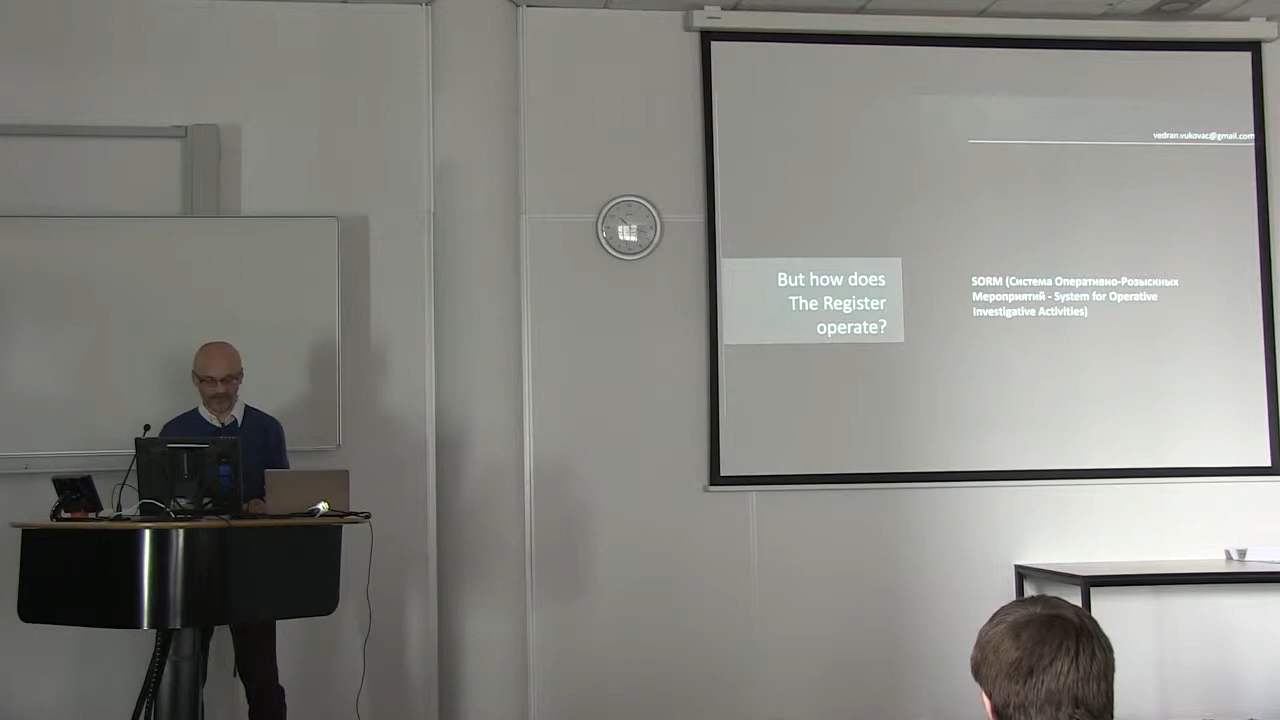 vedran.vukovac@gmail.com
But how does
The Register
operate?
SORM (Система Оперативно-Розыскных
Мероприятий - System for Operative
Investigative Activities)